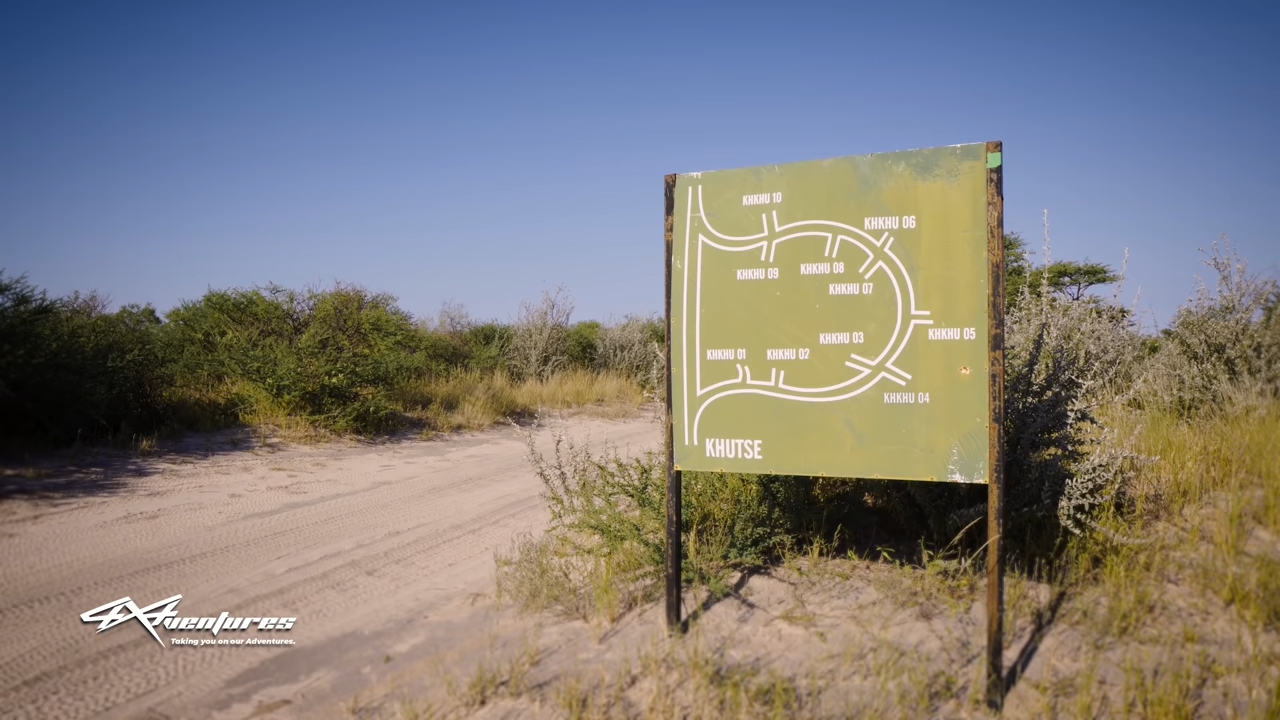 KHKHU 10
KHKHU 06
KHKHU 09
KHKHU 08
KHKHU 07
KHKHU 05
KHKHU 03
KHKHU 01
KHKHU 02
KHKHU 04
KHUTSE
4XAventures
Taking you on our Adventures.